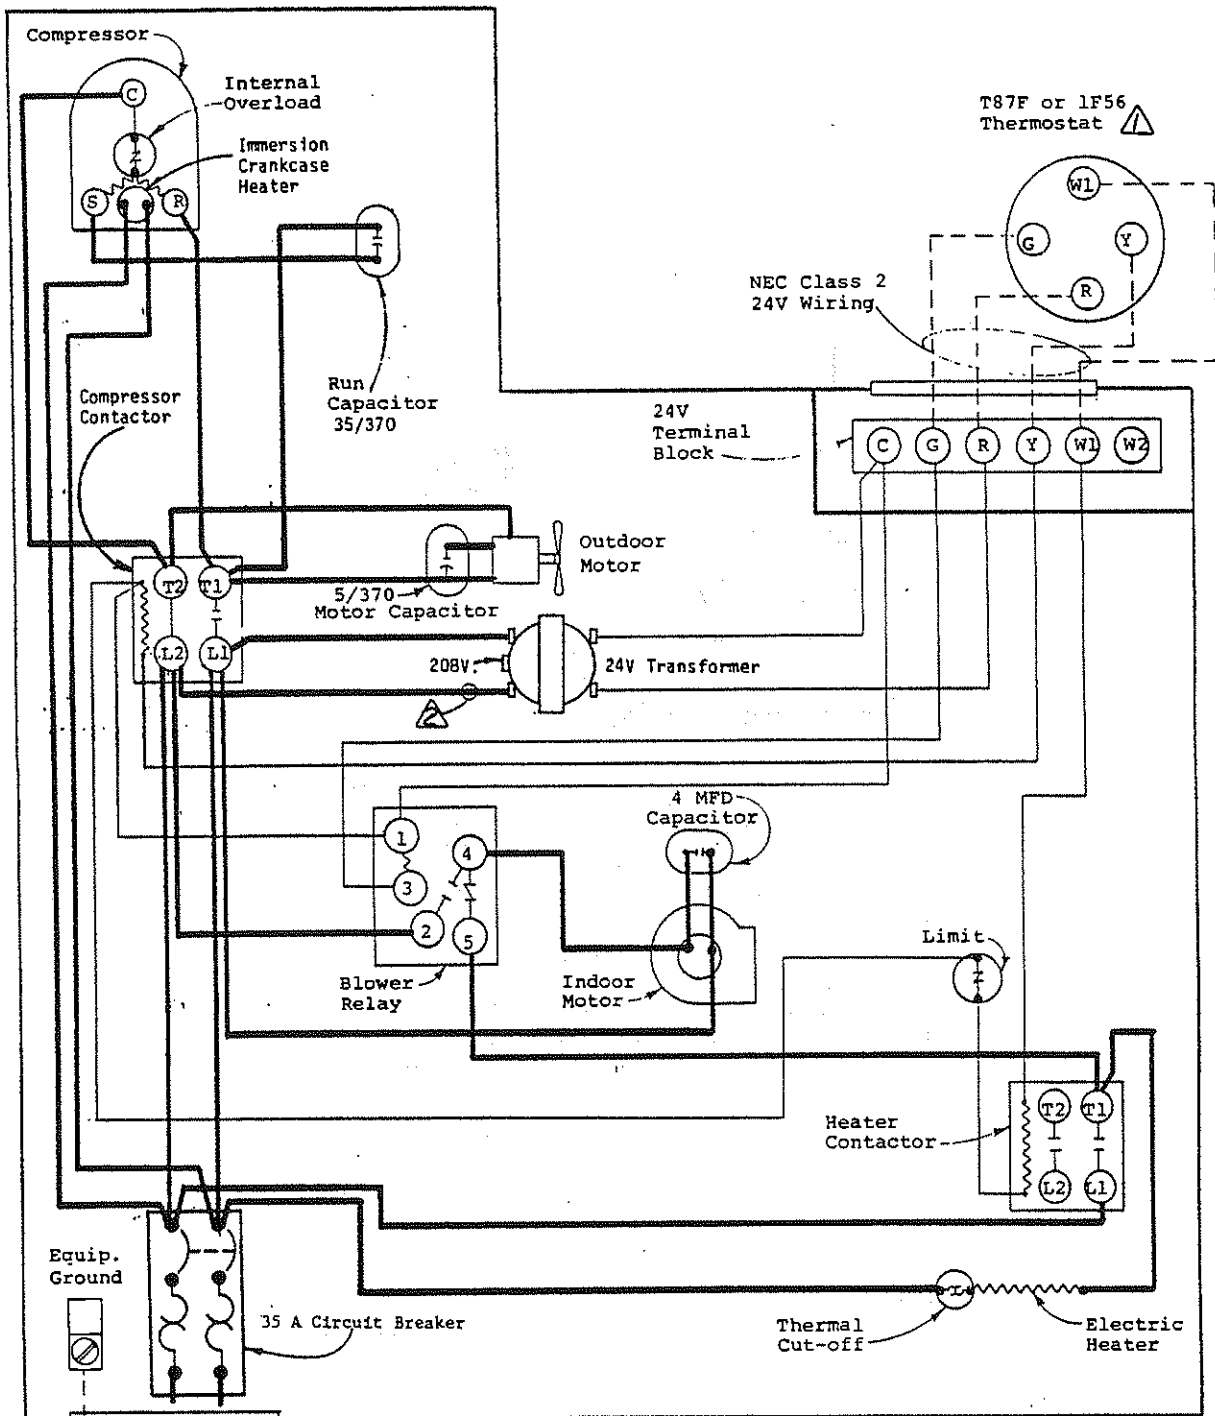 Compressor
C
Internal
Overload
Immersion
Crankcase
Heater
S
R
T87F or 1F56
Thermostat 1
W1
G
Y
R
NEC Class 2
24V Wiring
Run
Capacitor
35/370
Compressor
Contactor
24V
Terminal
Block
C G R Y W1 W2
T2 T1
Outdoor
Motor
5/370
Motor Capacitor
L2 L1
208V.
24V Transformer
2
4 MFD
Capacitor
1
4
3
2
5
Blower
Relay
Indoor
Motor
Limit
Heater
Contactor
T2 T1
L2 L1
Equip.
Ground
35 A Circuit Breaker
Thermal
Cut-off
Electric
Heater